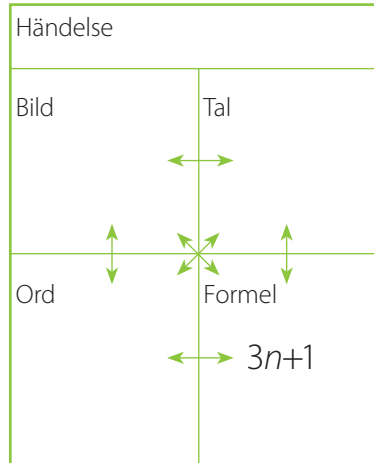 Händelse
Bild
Tal
Ord
Formel
3n+1